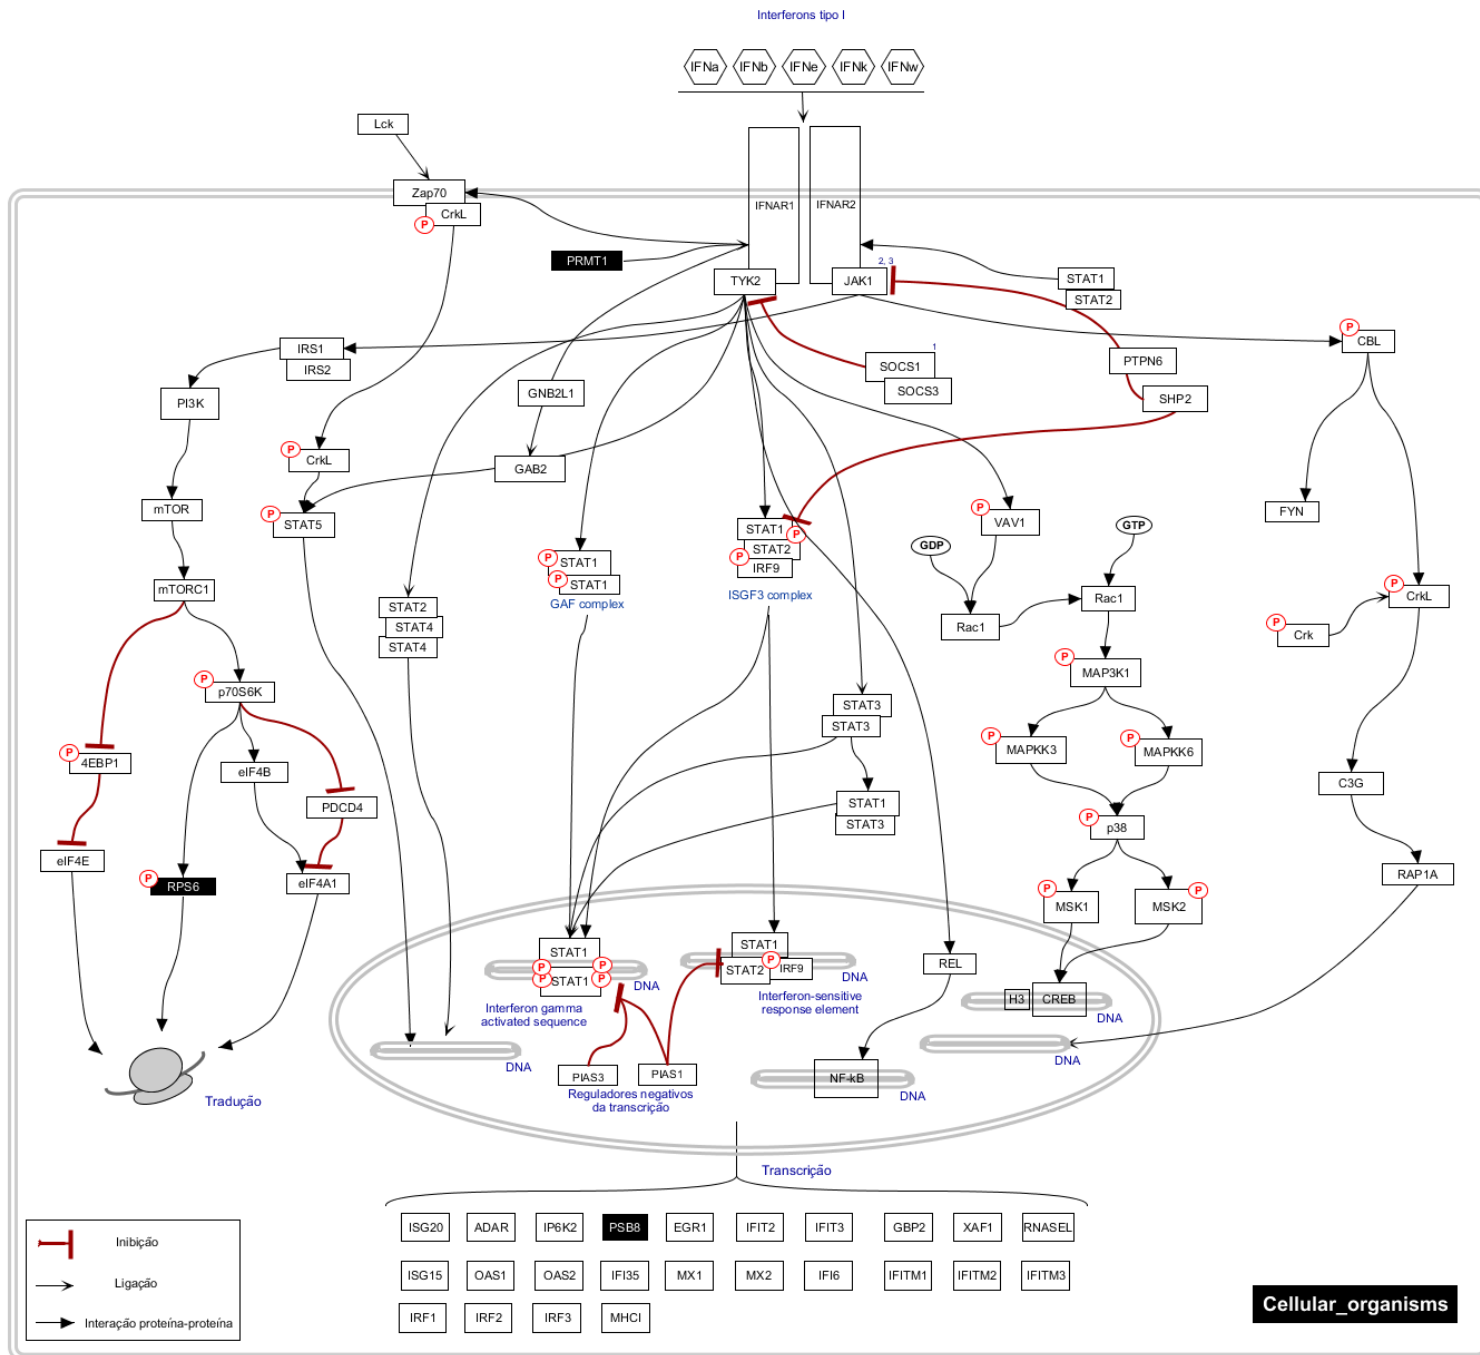 Interferons tipo I
IFNa IFNb IFNe IFNk IFNw
Lck
Zap70
CrkL
P
IFNAR1
IFNAR2
PRMT1
TYK2
JAK1
2, 3
STAT1
STAT2
IRS1
IRS2
SOCS1
1
SOCS3
PTPN6
SHP2
P
CBL
PI3K
GNB2L1
P
CrkL
GAB2
mTOR
P
STAT5
P
VAV1
FYN
STAT1
P
STAT2
P
IRF9
ISGF3 complex
P
STAT1
P
STAT1
GAF complex
GDP
GTP
mTORC1
STAT2
STAT4
STAT4
Rac1
Rac1
P
CrkL
P
Crk
P
p70S6K
P
MAP3K1
STAT3
STAT3
P
4EBP1
eIF4B
P
MAPKK3
P
MAPKK6
C3G
PDCD4
STAT1
STAT3
P
p38
eIF4E
P
RPS6
eIF4A1
RAP1A
P
MSK1
P
MSK2
STAT1
P
P
P
STAT1
P
DNA
Interferon gamma
activated sequence
STAT1
P
STAT2
IRF9
DNA
Interferon-sensitive
response element
REL
H3
CREB
DNA
DNA
DNA
PIAS3
PIAS1
Reguladores negativos
da transcrição
NF-kB
DNA
Tradução
Transcrição
ISG20 ADAR IP6K2 PSB8 EGR1 IFIT2 IFIT3 GBP2 XAF1 RNASEL
ISG15 OAS1 OAS2 IFI35 MX1 MX2 IFI6 IFITM1 IFITM2 IFITM3
IRF1 IRF2 IRF3 MHCI
Inibição
Ligação
Interação proteína-proteína
Cellular_organisms